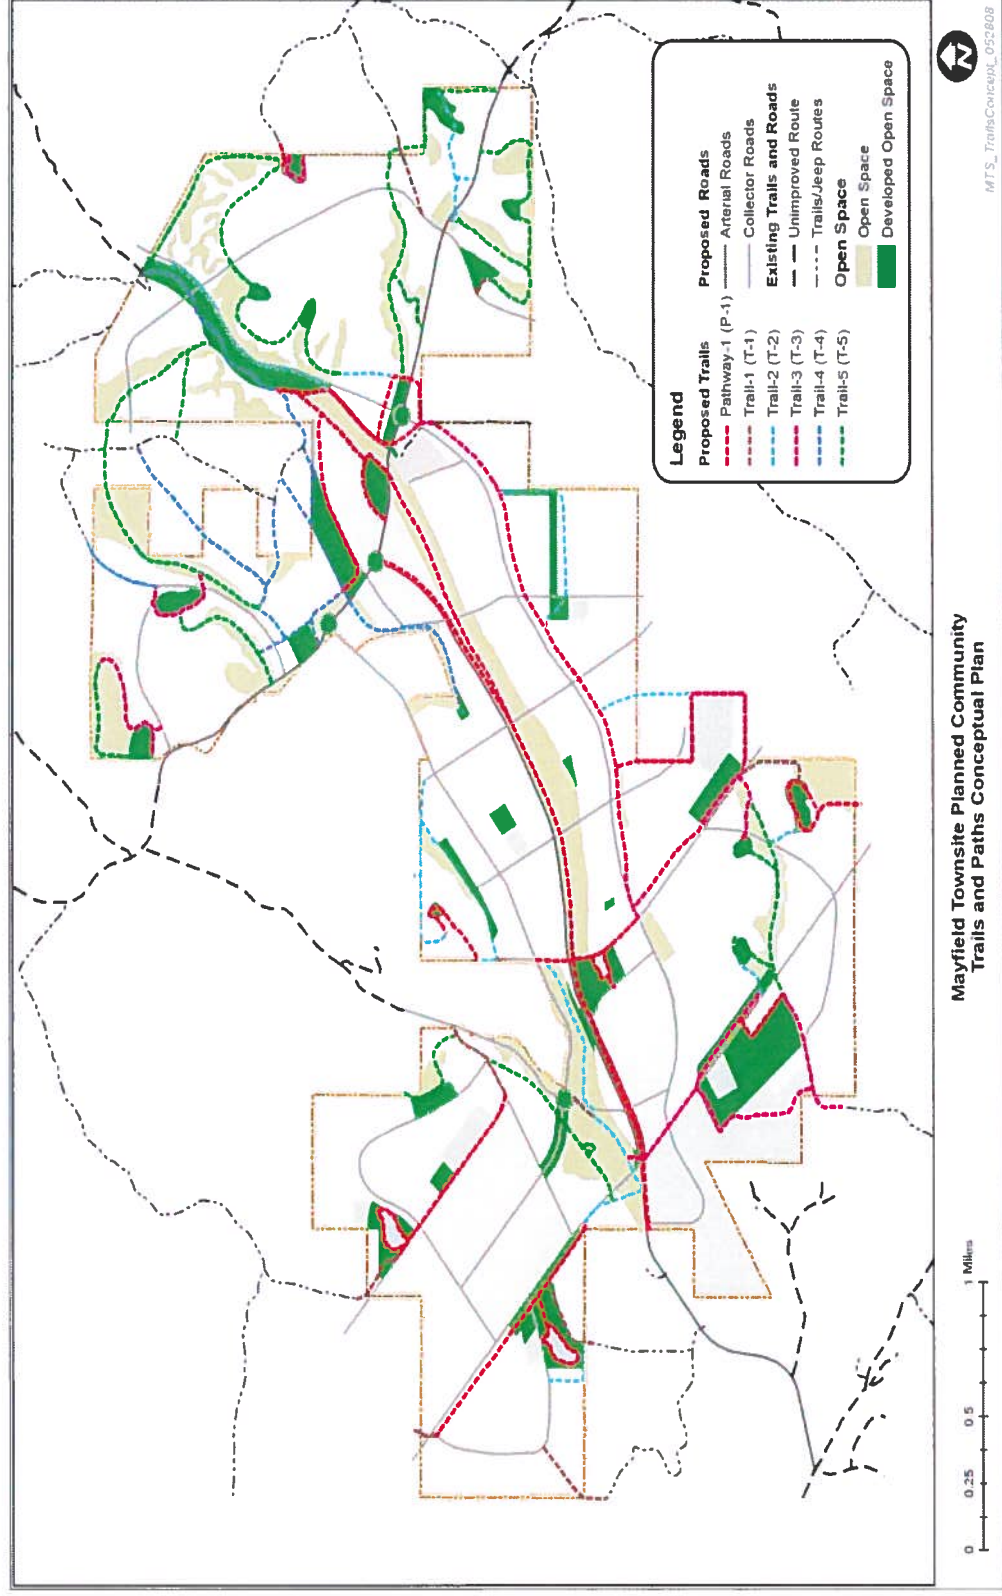 Legend
Proposed Trails
Pathway-1 (P-1)
Trail-1 (T-1)
Trail-2 (T-2)
Trail-3 (T-3)
Trail-4 (T-4)
Trail-5 (T-5)
Proposed Roads
Arterial Roads
Collector Roads
Existing Trails and Roads
Unimproved Route
Trails/Jeep Routes
Open Space
Open Space
Developed Open Space
N
Mayfield Townsite Planned Community
Trails and Paths Conceptual Plan
0 0.25 0.5 1 Miles
MTS_TrailsConcept_052808